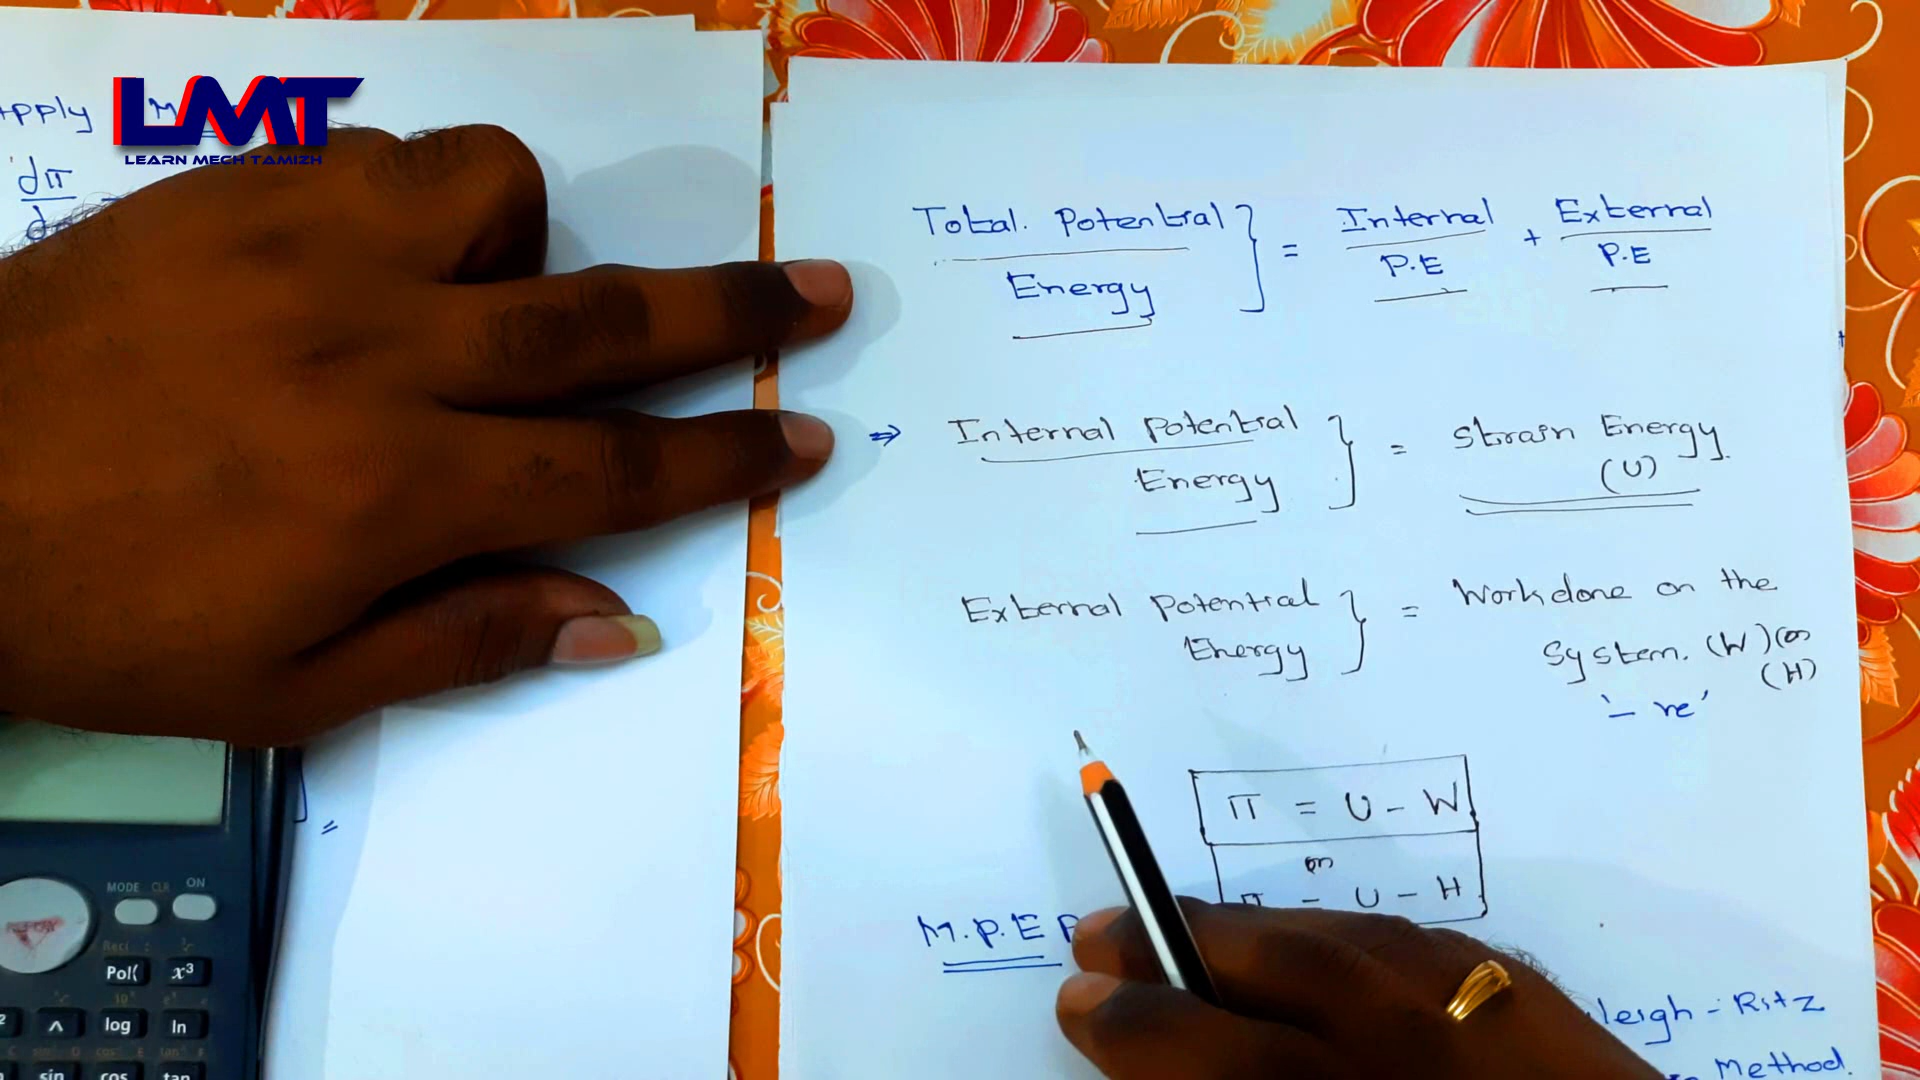 LMT
LEARN MECH TAMIZH
Apply
dπ
Total. Potential Energy } = Internal P.E + External P.E
⇒ Internal Potential Energy } = Strain Energy. (U)
External Potential Energy } = Workdone on the System. (W) (or) (H)
'- ve'
π = U - W
or
π = U - H
M.P.E
leigh - Ritz
Method.
=
MODE CLR ON
Pol( x³
^ log ln
sin cos tan